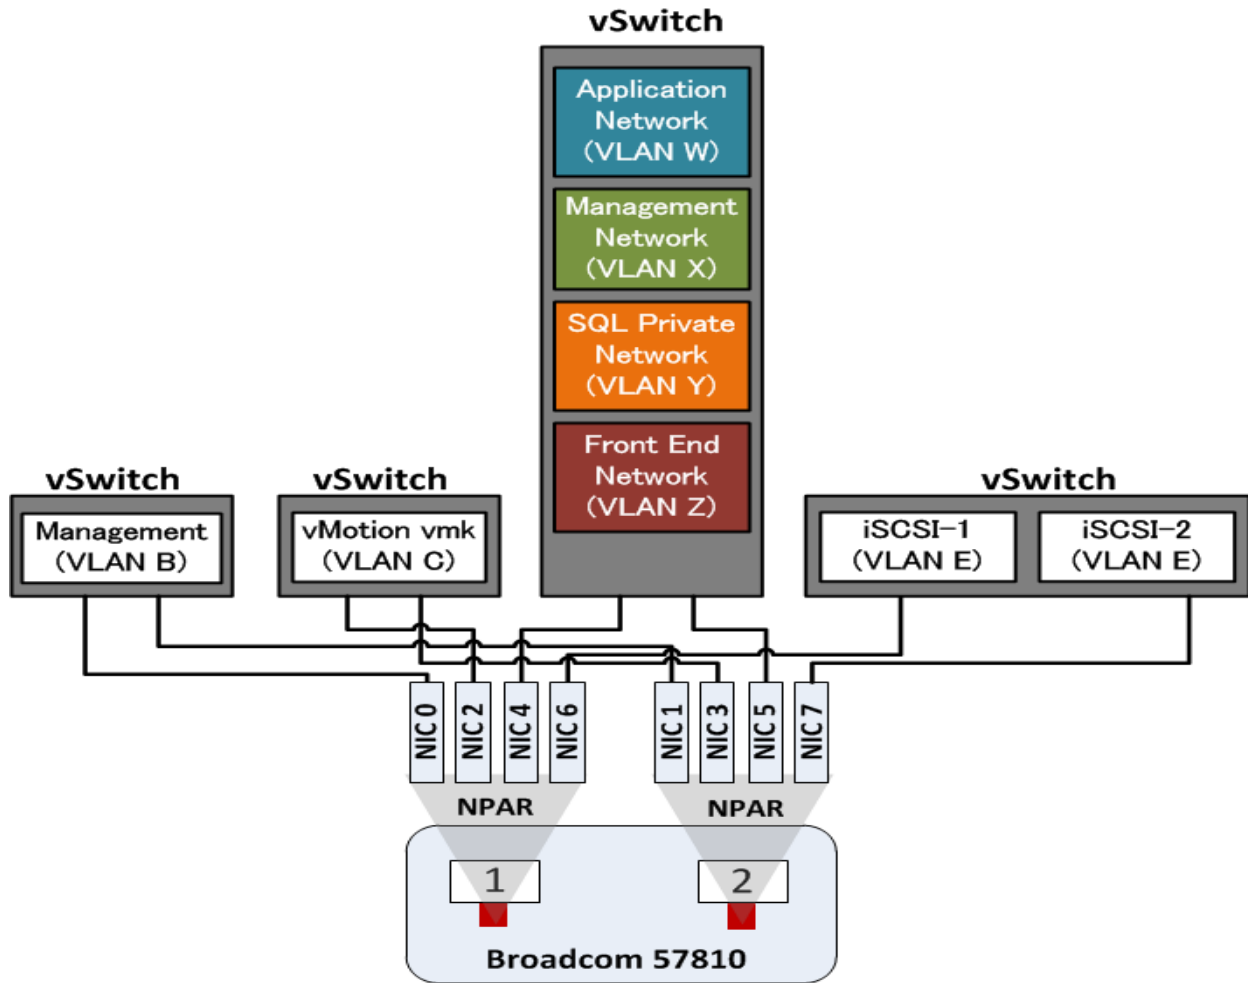 vSwitch
Application
Network
(VLAN W)
Management
Network
(VLAN X)
SQL Private
Network
(VLAN Y)
Front End
Network
(VLAN Z)
vSwitch
Management
(VLAN B)
vSwitch
vMotion vmk
(VLAN C)
vSwitch
iSCSI-1
(VLAN E)
iSCSI-2
(VLAN E)
NIC 0
NIC 2
NIC 4
NIC 6
NIC 1
NIC 3
NIC 5
NIC 7
NPAR
NPAR
1
2
Broadcom 57810